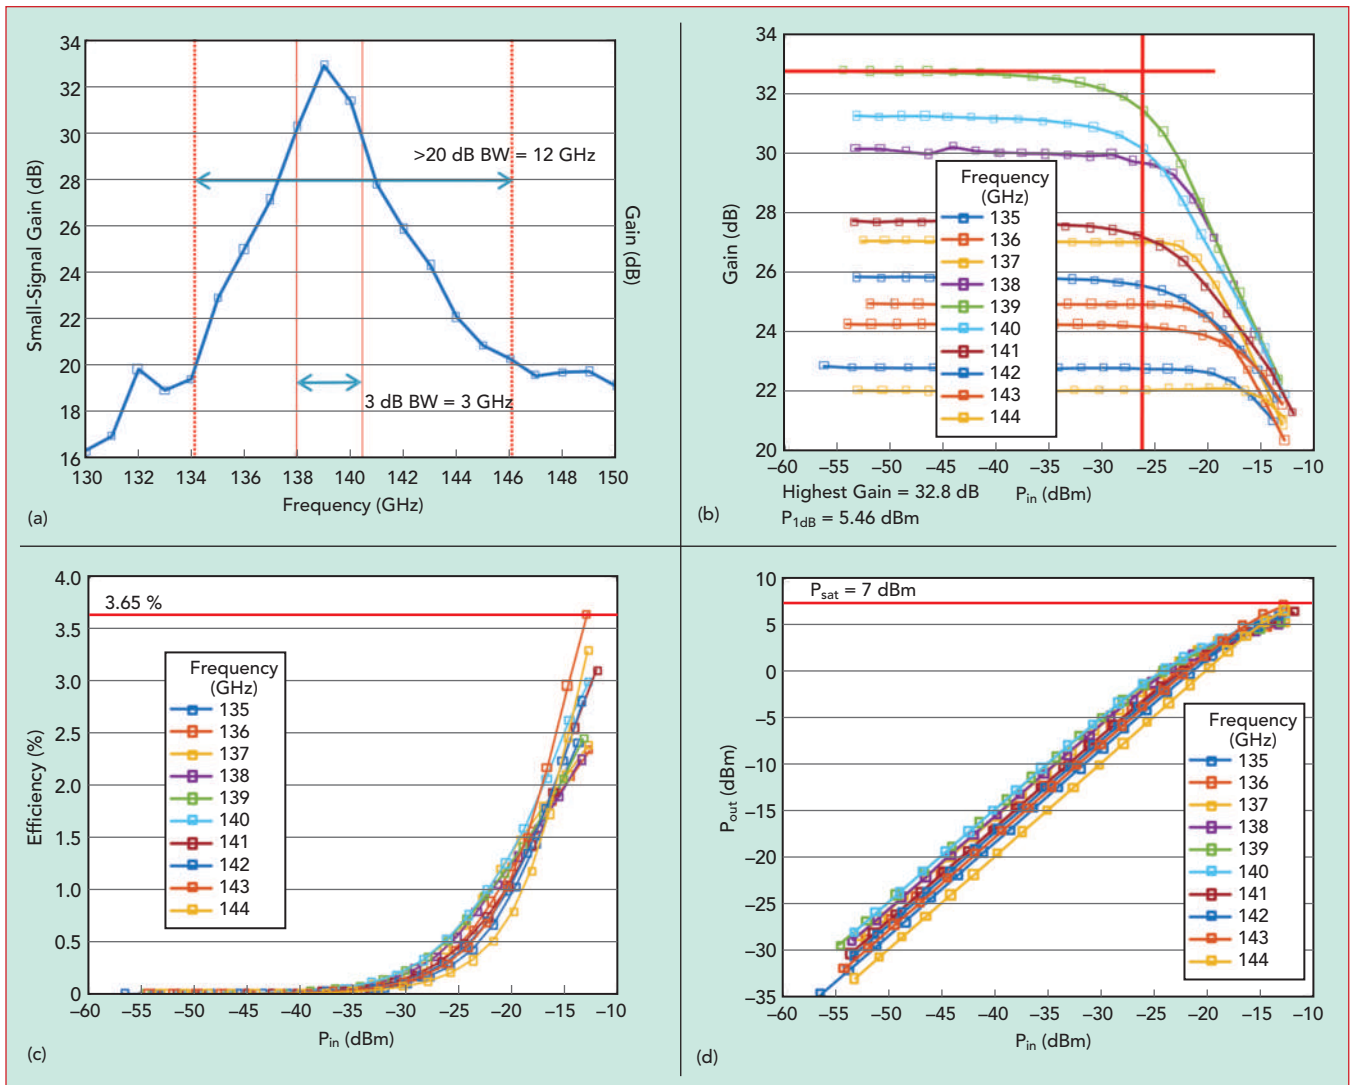 34
32
30
28
26
24
22
20
18
16
Small-Signal Gain (dB)
>20 dB BW = 12 GHz
3 dB BW = 3 GHz
130 132 134 136 138 140 142 144 146 148 150
Frequency (GHz)
Gain (dB)
(a)
34
32
30
28
26
24
22
20
Gain (dB)
Frequency
(GHz)
135
136
137
138
139
140
141
142
143
144
–60 –55 –50 –45 –40 –35 –30 –25 –20 –15 –10
Highest Gain = 32.8 dB
Pin (dBm)
P1dB = 5.46 dBm
(b)
4.0
3.5
3.0
2.5
2.0
1.5
1.0
0.5
0
Efficiency (%)
3.65 %
Frequency
(GHz)
135
136
137
138
139
140
141
142
143
144
–60 –55 –50 –45 –40 –35 –30 –25 –20 –15 –10
Pin (dBm)
(c)
10
5
0
–5
–10
–15
–20
–25
–30
–35
Pout (dBm)
Psat = 7 dBm
Frequency
(GHz)
135
136
137
138
139
140
141
142
143
144
–60 –55 –50 –45 –40 –35 –30 –25 –20 –15 –10
Pin (dBm)
(d)